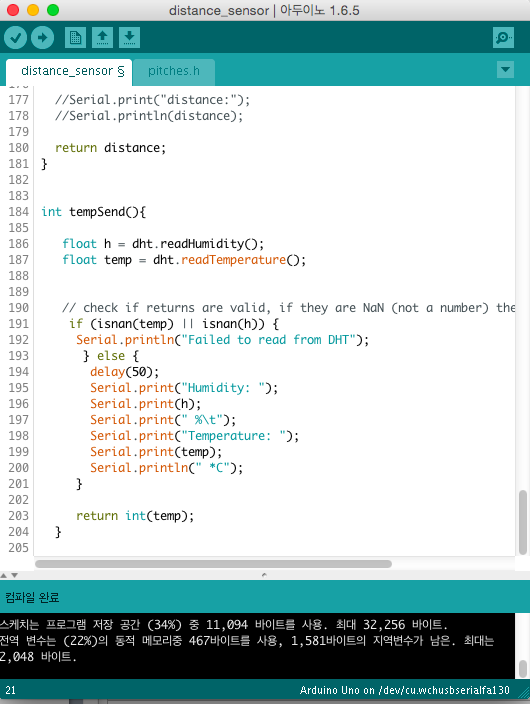 distance_sensor | 아두이노 1.6.5
distance_sensor § pitches.h
176
177 //Serial.print("distance:");
178 //Serial.println(distance);
179
180 return distance;
181 }
182
183
184 int tempSend(){
185
186 float h = dht.readHumidity();
187 float temp = dht.readTemperature();
188
189
190 // check if returns are valid, if they are NaN (not a number) the
191 if (isnan(temp) || isnan(h)) {
192 Serial.println("Failed to read from DHT");
193 } else {
194 delay(50);
195 Serial.print("Humidity: ");
196 Serial.print(h);
197 Serial.print(" %\t");
198 Serial.print("Temperature: ");
199 Serial.print(temp);
200 Serial.println(" *C");
201 }
202
203 return int(temp);
204 }
205
컴파일 완료
스케치는 프로그램 저장 공간 (34%) 중 11,094 바이트를 사용. 최대 32,256 바이트.
전역 변수는 (22%)의 동적 메모리중 467바이트를 사용, 1,581바이트의 지역변수가 남은. 최대는
2,048 바이트.
21 Arduino Uno on /dev/cu.wchusbserialfa130